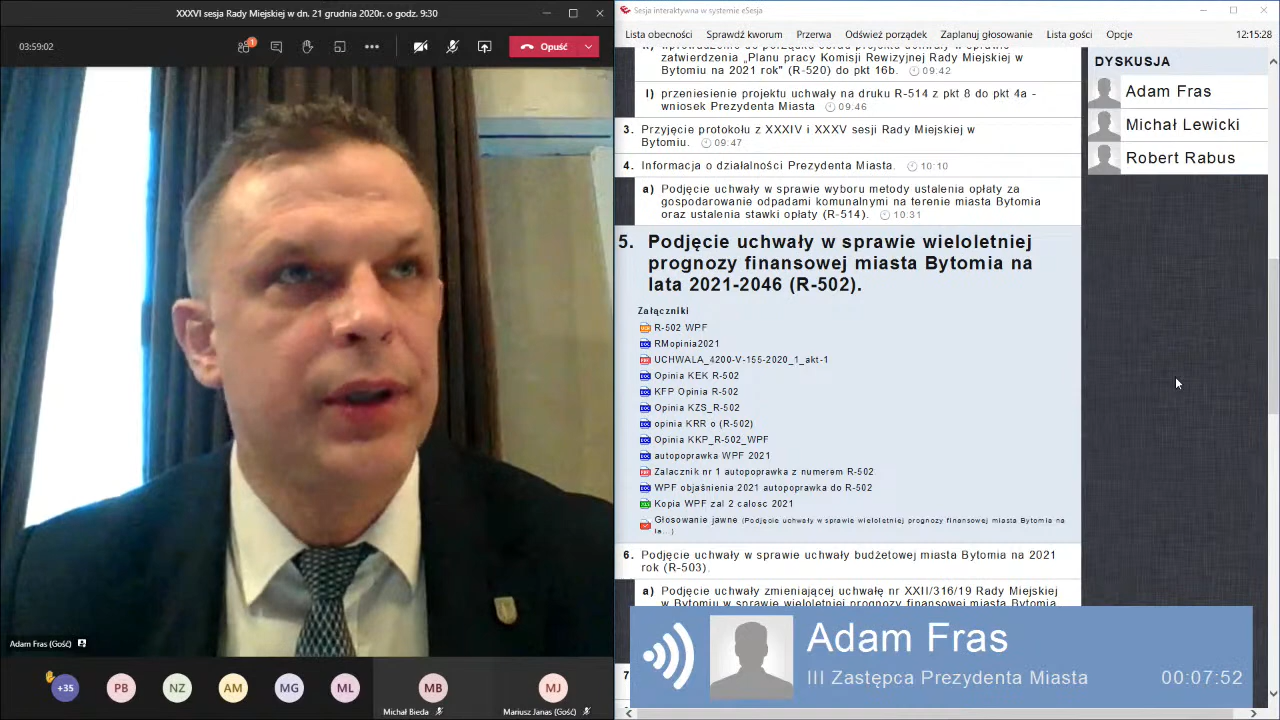 XXXVI sesja Rady Miejskiej w dn. 21 grudnia 2020r. o godz. 9:30
03:59:02
1
Opuść
Adam Fras (Gość)
+35
PB
NZ
AM
MG
ML
MB
MJ
Michał Bieda
Mariusz Janas (Gość)
Sesja interaktywna w systemie eSesja
Lista obecności
Sprawdź kworum
Przerwa
Odśwież porządek
Zaplanuj głosowanie
Lista gości
Opcje
12:15:28
zatwierdzenia „Planu pracy Komisji Rewizyjnej Rady Miejskiej w
Bytomiu na 2021 rok” (R-520) do pkt 16b. 09:42
l) przeniesienie projektu uchwały na druku R-514 z pkt 8 do pkt 4a -
wniosek Prezydenta Miasta 09:46
3. Przyjęcie protokołu z XXXIV i XXXV sesji Rady Miejskiej w
Bytomiu. 09:47
4. Informacja o działalności Prezydenta Miasta. 10:10
a) Podjęcie uchwały w sprawie wyboru metody ustalenia opłaty za
gospodarowanie odpadami komunalnymi na terenie miasta Bytomia
oraz ustalenia stawki opłaty (R-514). 10:31
5. Podjęcie uchwały w sprawie wieloletniej
prognozy finansowej miasta Bytomia na
lata 2021-2046 (R-502).
Załączniki
R-502 WPF
RMopinia2021
UCHWALA_4200-V-155-2020_1_akt-1
Opinia KEK R-502
KFP Opinia R-502
Opinia KZS_R-502
opinia KRR o (R-502)
Opinia KKP_R-502_WPF
autopoprawka WPF 2021
Zalacznik nr 1 autopoprawka z numerem R-502
WPF objaśnienia 2021 autopoprawka do R-502
Kopia WPF zal 2 calosc 2021
Głosowanie jawne (Podjęcie uchwały w sprawie wieloletniej prognozy finansowej miasta Bytomia na
la...)
6. Podjęcie uchwały w sprawie uchwały budżetowej miasta Bytomia na 2021
rok (R-503).
a) Podjęcie uchwały zmieniającej uchwałę nr XXII/316/19 Rady Miejskiej
w Bytomiu w sprawie wieloletniej prognozy finansowej miasta Bytomia
7
DYSKUSJA
Adam Fras
Michał Lewicki
Robert Rabus
Adam Fras
III Zastępca Prezydenta Miasta
00:07:52